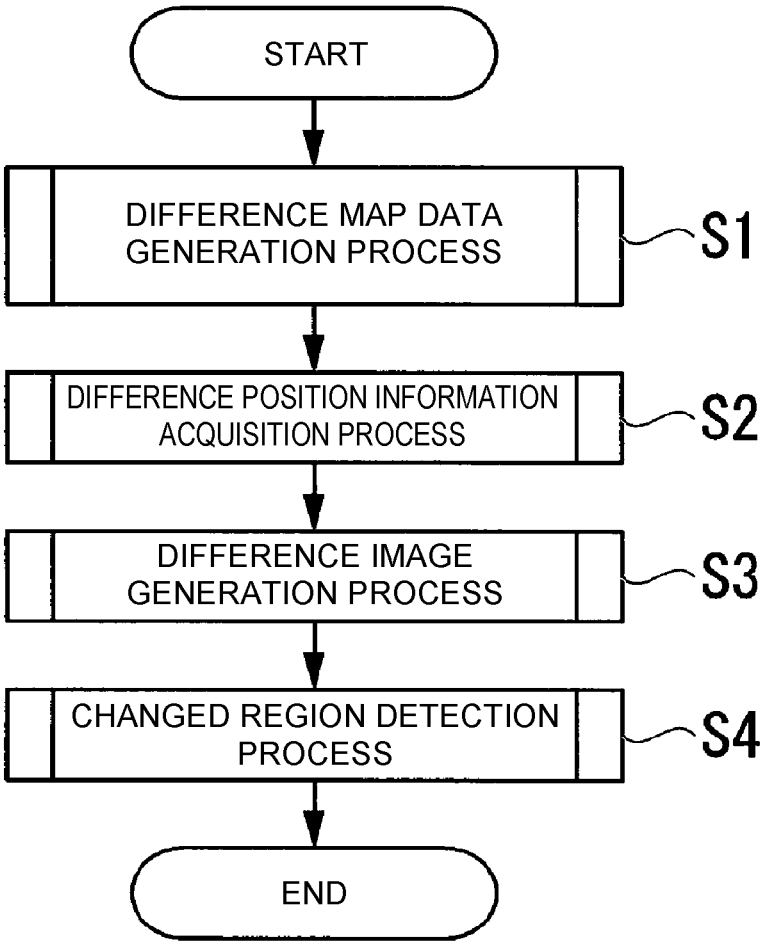 START
DIFFERENCE MAP DATA
GENERATION PROCESS
S1
DIFFERENCE POSITION INFORMATION
ACQUISITION PROCESS
S2
DIFFERENCE IMAGE
GENERATION PROCESS
S3
CHANGED REGION DETECTION
PROCESS
S4
END